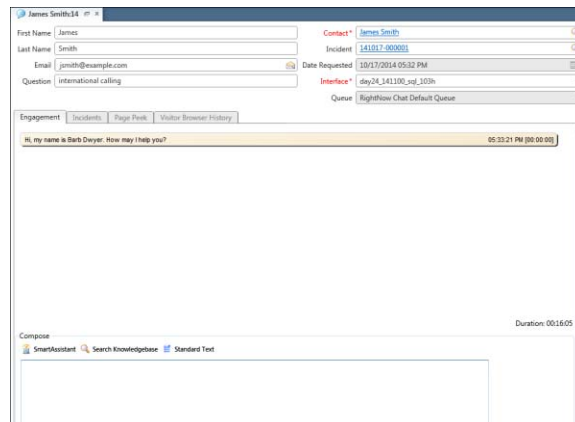 James Smith:14
First Name James Contact* James Smith
Last Name Smith Incident 141017-000001
Email jsmith@example.com Date Requested 10/17/2014 05:32 PM
Question international calling Interface* day24_141100_sql_103h
Queue RightNow Chat Default Queue
Engagement Incidents Page Peek Visitor Browser History
Hi, my name is Barb Dwyer. How may I help you? 05:33:21 PM [00:00:00]
Duration: 00:16:05
Compose
SmartAssistant Search Knowledgebase Standard Text